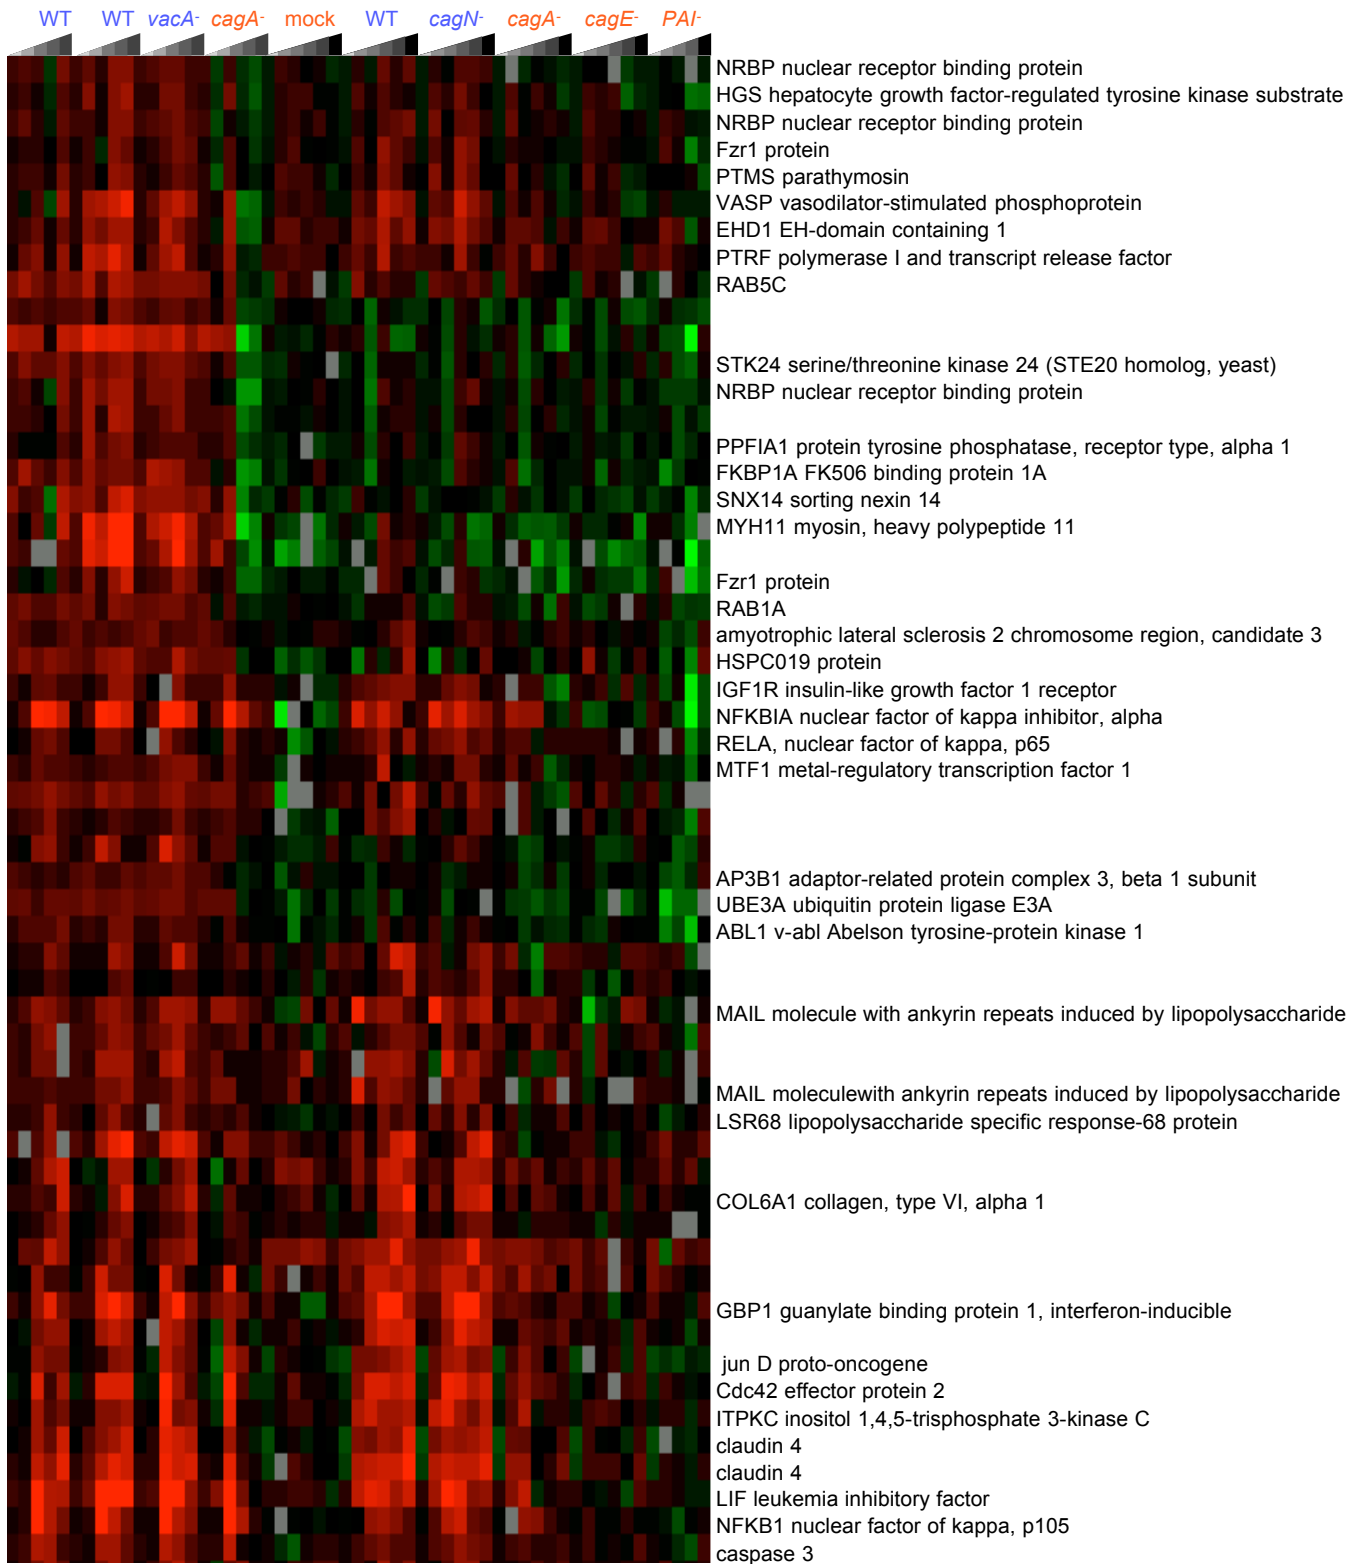 WT WT vacA- cagA- mock WT cagN- cagA- cagE- PAI-
NRBP nuclear receptor binding protein
HGS hepatocyte growth factor-regulated tyrosine kinase substrate
NRBP nuclear receptor binding protein
Fzr1 protein
PTMS parathymosin
VASP vasodilator-stimulated phosphoprotein
EHD1 EH-domain containing 1
PTRF polymerase I and transcript release factor
RAB5C
STK24 serine/threonine kinase 24 (STE20 homolog, yeast)
NRBP nuclear receptor binding protein
PPFIA1 protein tyrosine phosphatase, receptor type, alpha 1
FKBP1A FK506 binding protein 1A
SNX14 sorting nexin 14
MYH11 myosin, heavy polypeptide 11
Fzr1 protein
RAB1A
amyotrophic lateral sclerosis 2 chromosome region, candidate 3
HSPC019 protein
IGF1R insulin-like growth factor 1 receptor
NFKBIA nuclear factor of kappa inhibitor, alpha
RELA, nuclear factor of kappa, p65
MTF1 metal-regulatory transcription factor 1
AP3B1 adaptor-related protein complex 3, beta 1 subunit
UBE3A ubiquitin protein ligase E3A
ABL1 v-abl Abelson tyrosine-protein kinase 1
MAIL molecule with ankyrin repeats induced by lipopolysaccharide
MAIL moleculewith ankyrin repeats induced by lipopolysaccharide
LSR68 lipopolysaccharide specific response-68 protein
COL6A1 collagen, type VI, alpha 1
GBP1 guanylate binding protein 1, interferon-inducible
jun D proto-oncogene
Cdc42 effector protein 2
ITPKC inositol 1,4,5-trisphosphate 3-kinase C
claudin 4
claudin 4
LIF leukemia inhibitory factor
NFKB1 nuclear factor of kappa, p105
caspase 3